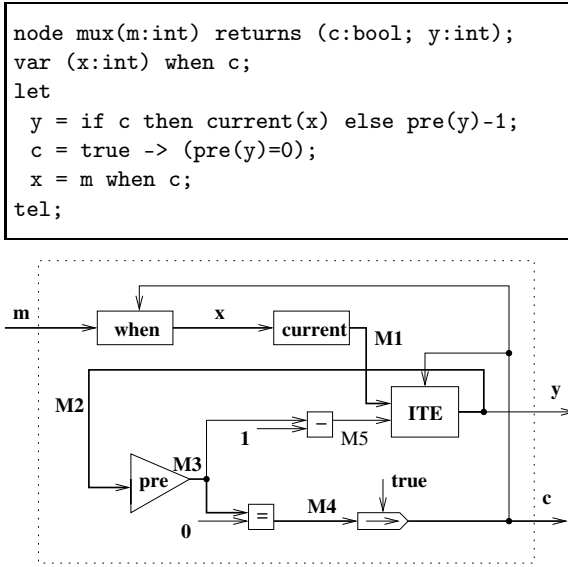 node mux(m:int) returns (c:bool; y:int);
var (x:int) when c;
let
y = if c then current(x) else pre(y)-1;
c = true -> (pre(y)=0);
x = m when c;
tel;
m
when
x
current
M1
M2
ITE
y
1
−
M5
M3
pre
true
M4
c
0
=